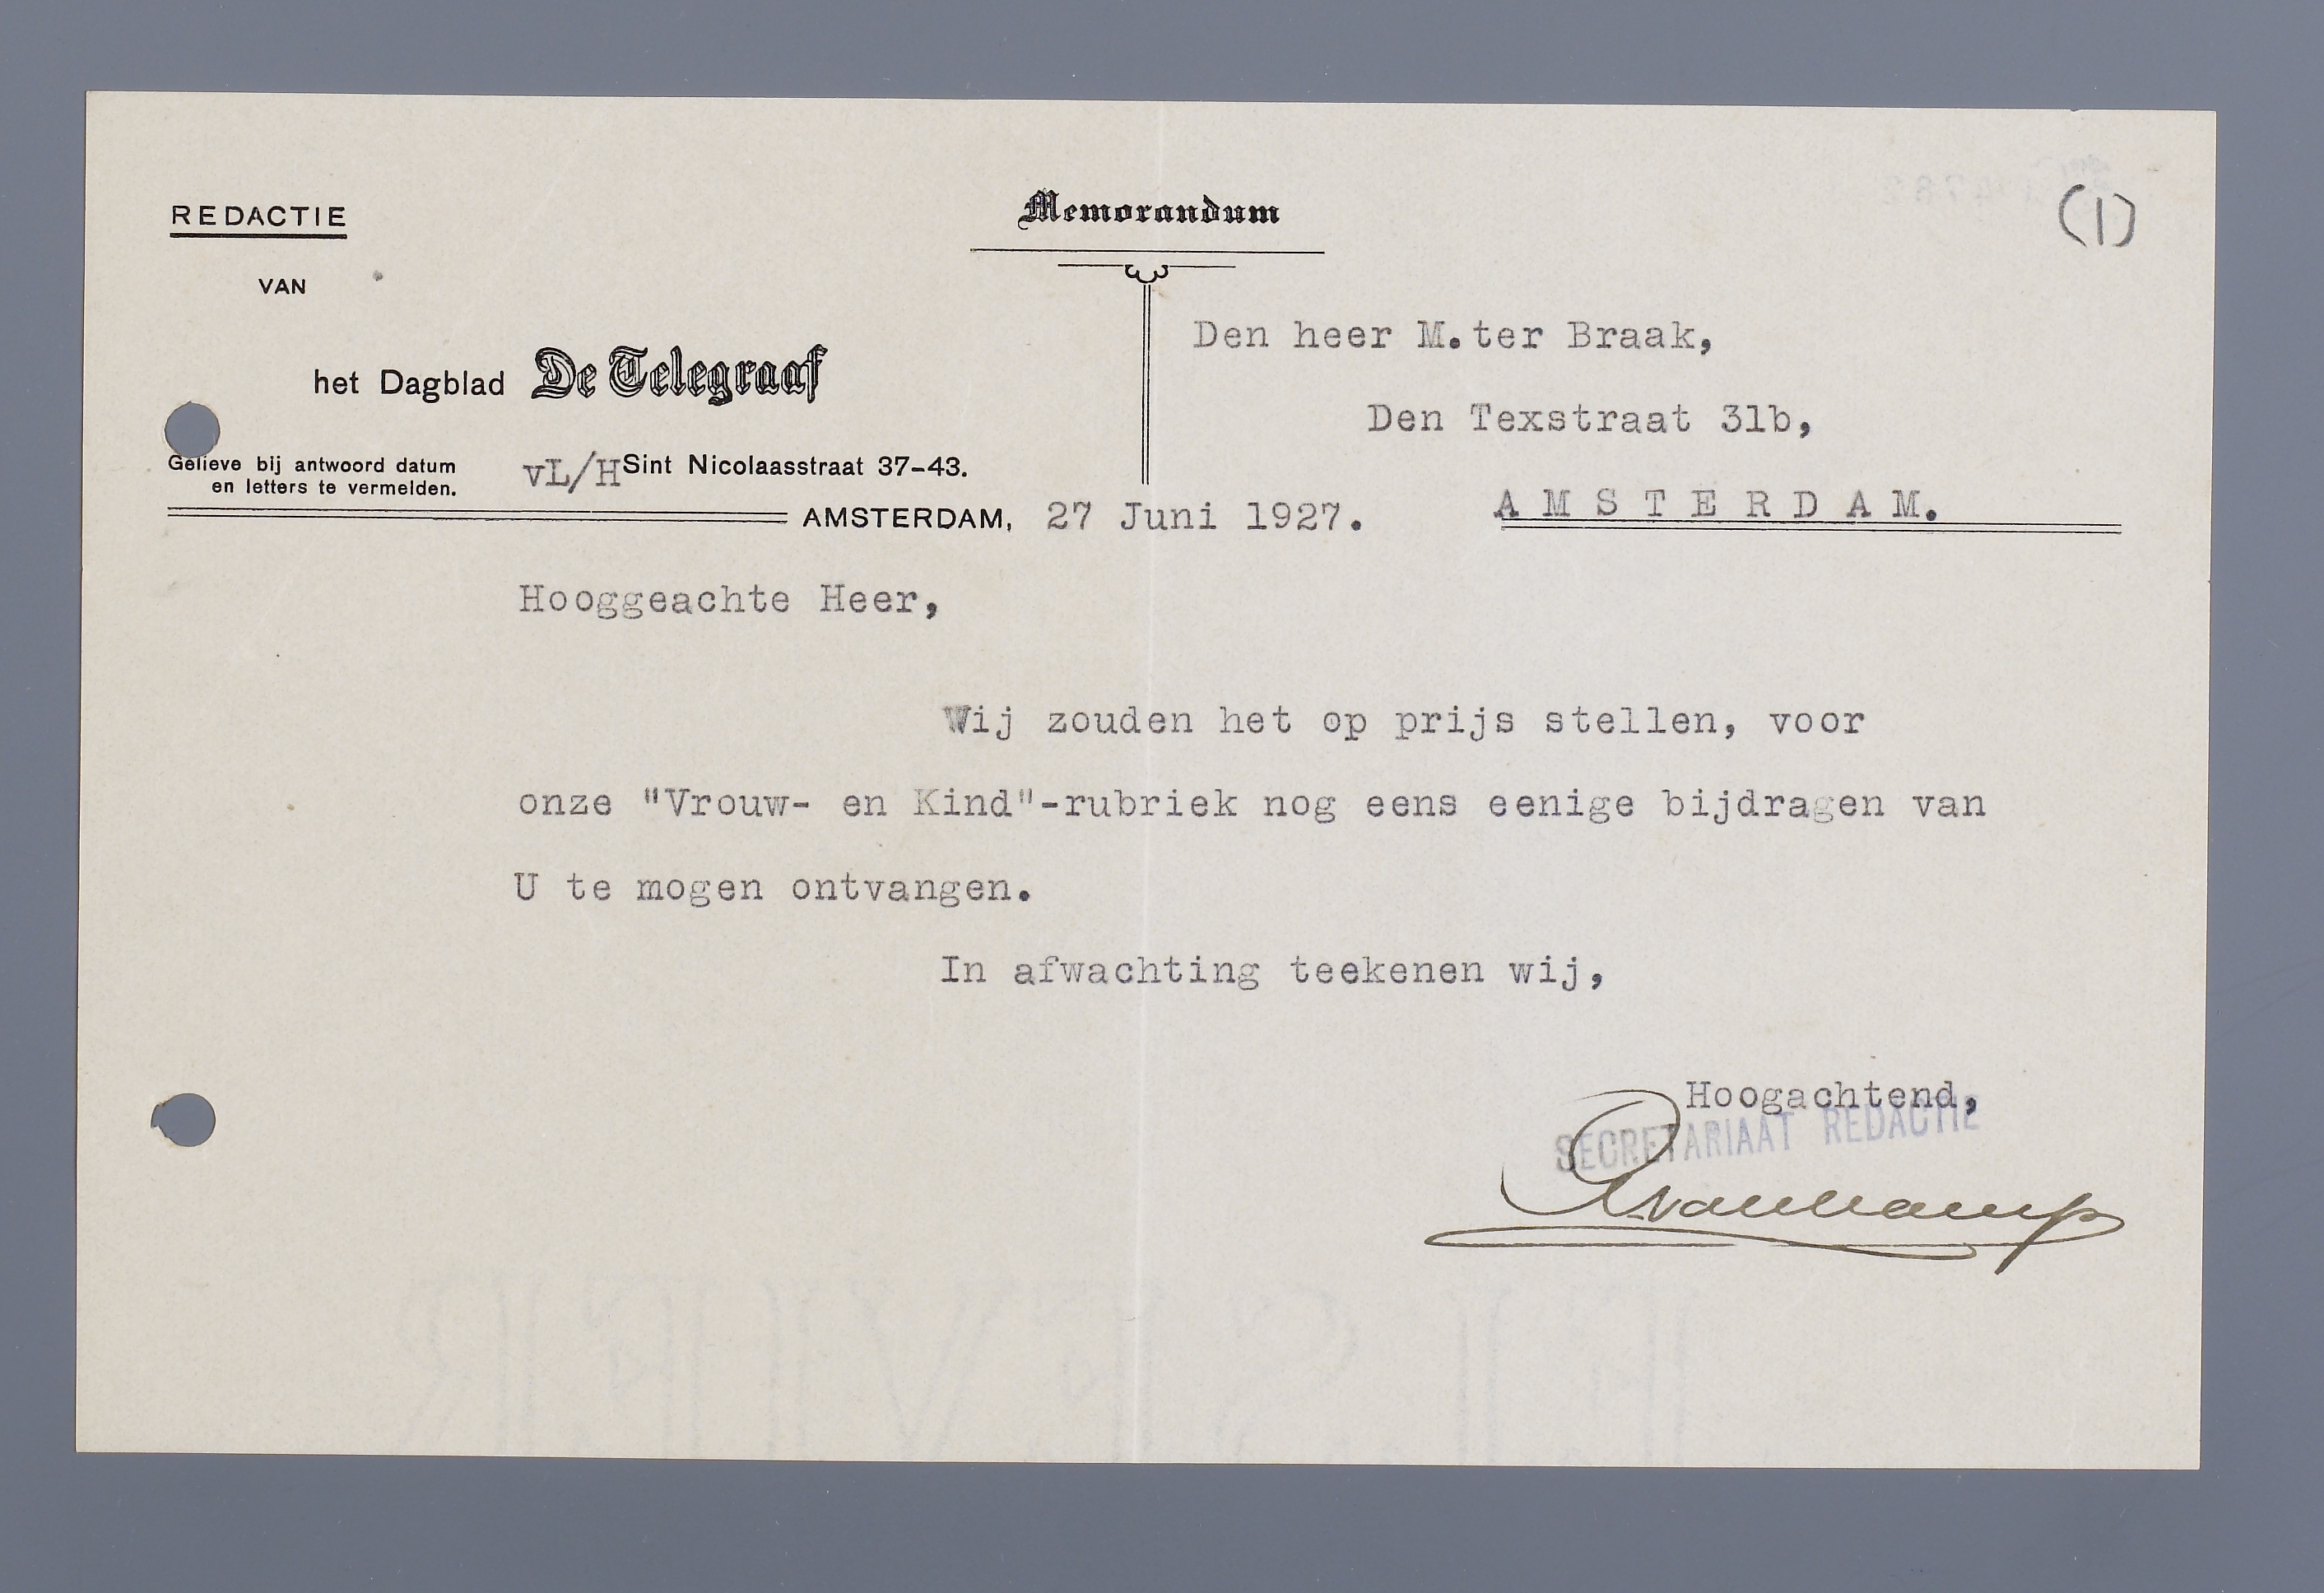 REDACTIE
VAN
het Dagblad De Telegraaf
Gelieve bij antwoord datum
en letters te vermelden.
vL/H Sint Nicolaasstraat 37-43.
AMSTERDAM, 27 Juni 1927.
Memorandum
(1)
Den heer M.ter Braak,
Den Texstraat 31b,
AMSTERDAM.
Hooggeachte Heer,
Wij zouden het op prijs stellen, voor
onze "Vrouw- en Kind"-rubriek nog eens eenige bijdragen van
U te mogen ontvangen.
In afwachting teekenen wij,
Hoogachtend,
SECRETARIAAT REDACTIE